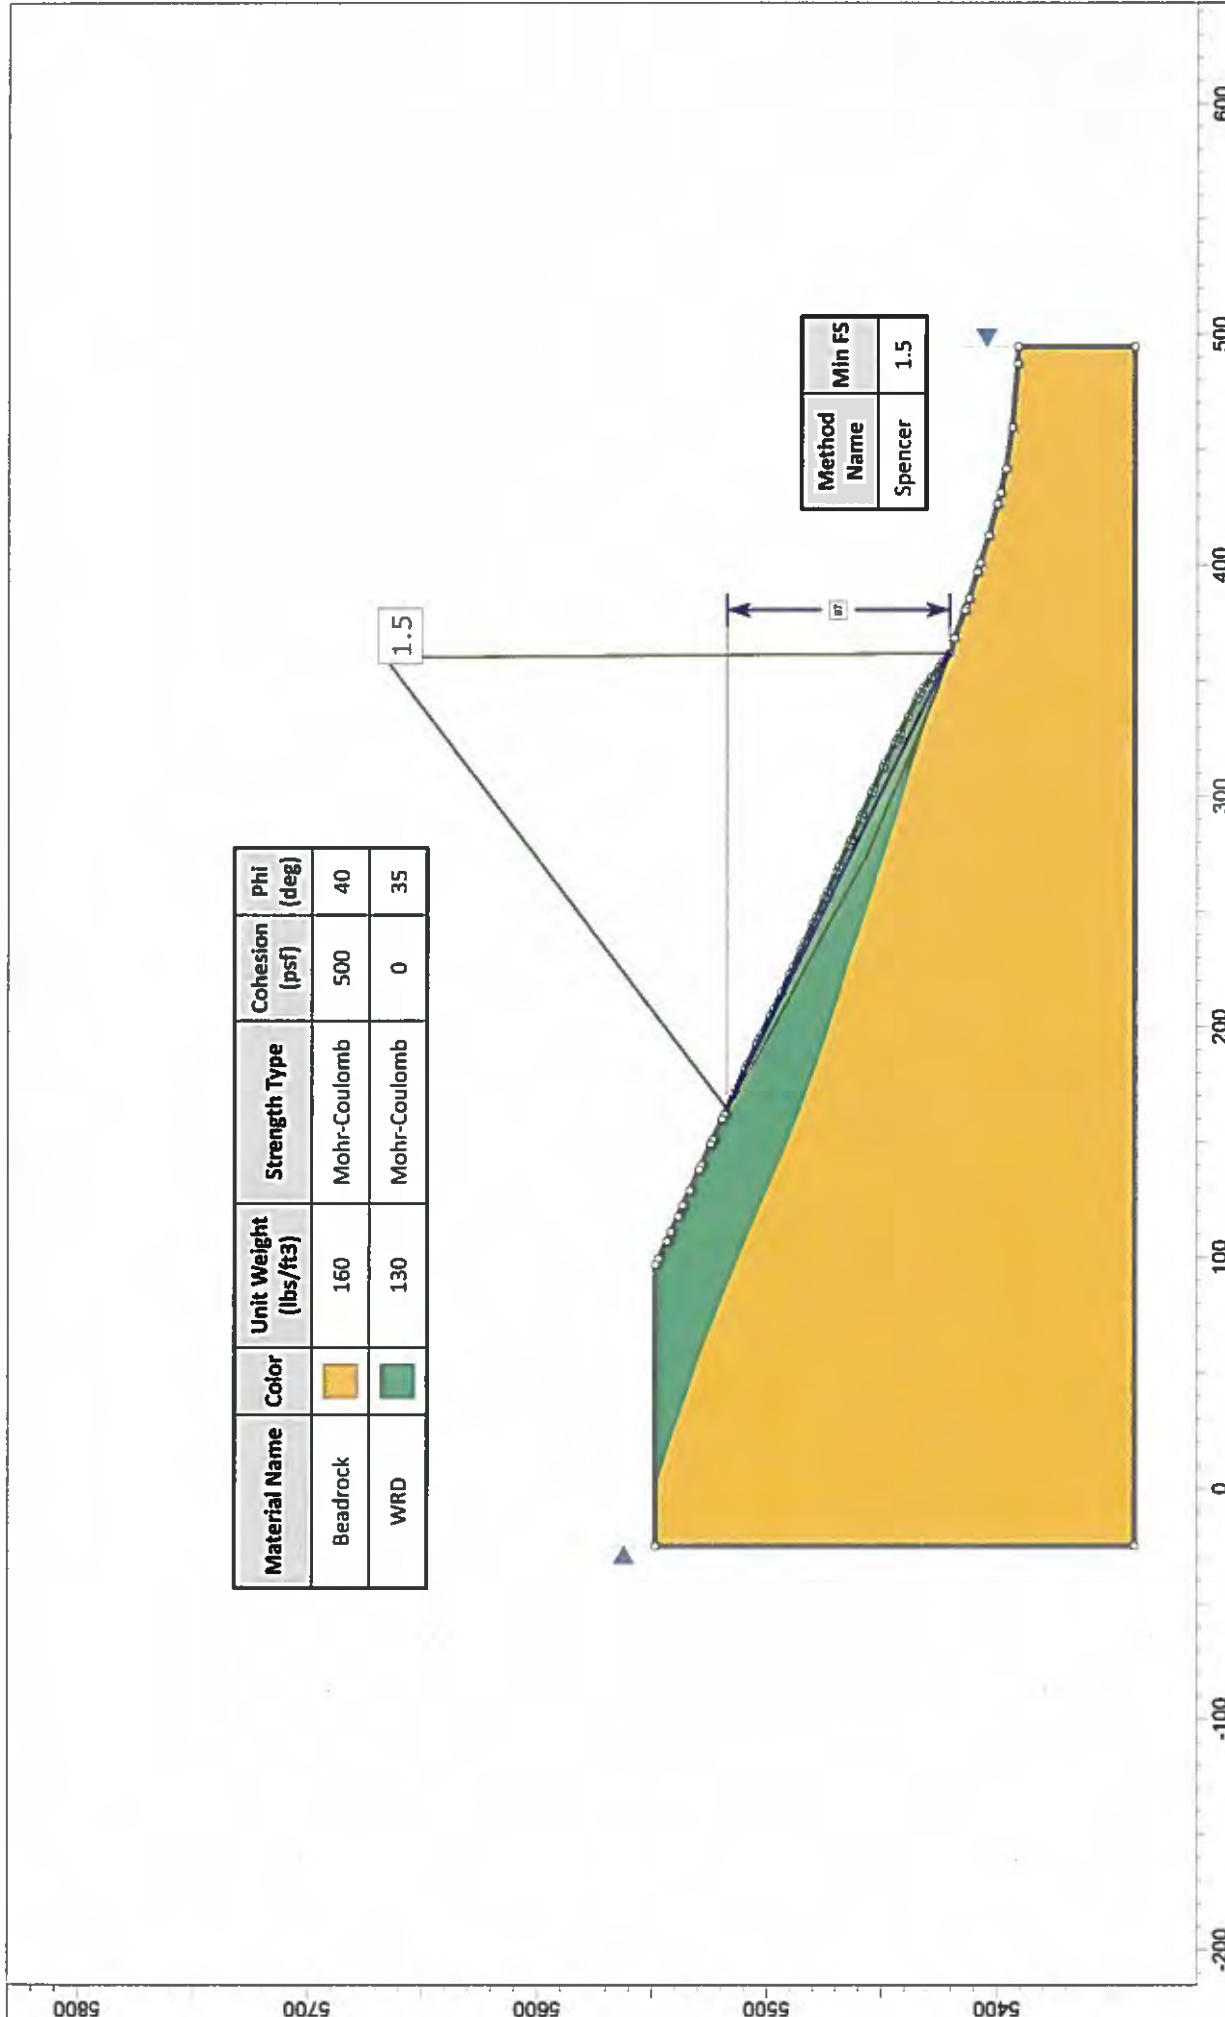 Material Name Color Unit Weight (lbs/ft3) Strength Type Cohesion (psf) Phi (deg)
Beadrock 160 Mohr-Coulomb 500 40
WRD 130 Mohr-Coulomb 0 35
1.5
Method Name Min FS
Spencer 1.5
97
5800
5700
5600
5500
5400
-200 -100 0 100 200 300 400 500 600